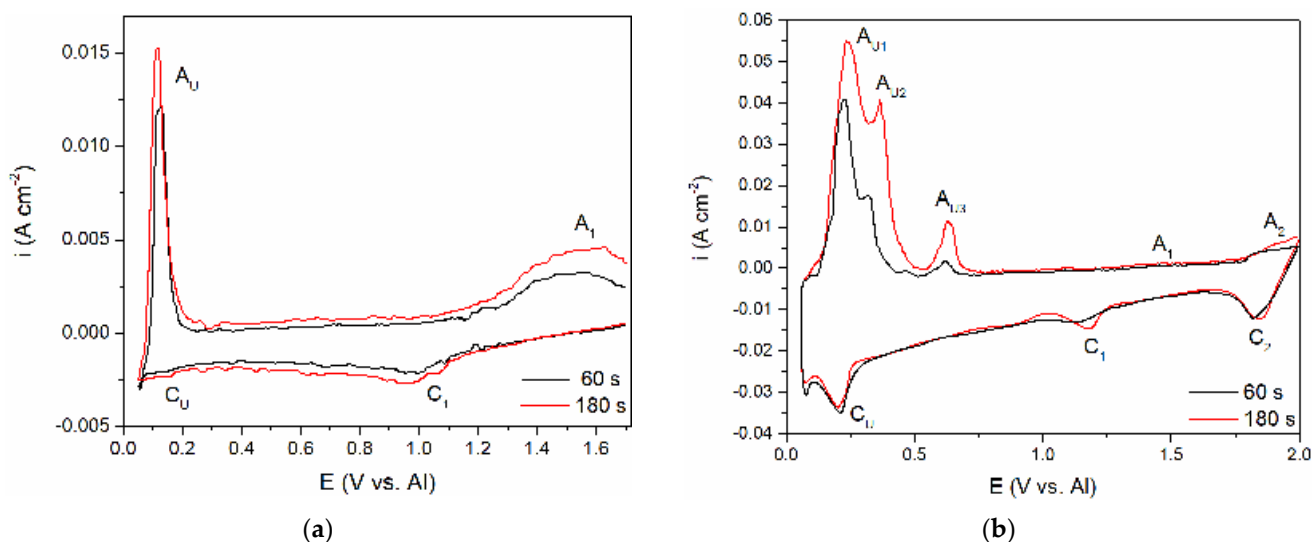 0.015
0.010
0.005
0.000
-0.005
i (A cm⁻²)
A_U
A_1
C_U
C_1
60 s
180 s
0.0 0.2 0.4 0.6 0.8 1.0 1.2 1.4 1.6
E (V vs. Al)
(a)
0.06
0.05
0.04
0.03
0.02
0.01
0.00
-0.01
-0.02
-0.03
-0.04
i (A cm⁻²)
A_U1
A_U2
A_U3
A_1
A_2
C_1
C_2
C_U
60 s
180 s
0.0 0.5 1.0 1.5 2.0
E (V vs. Al)
(b)